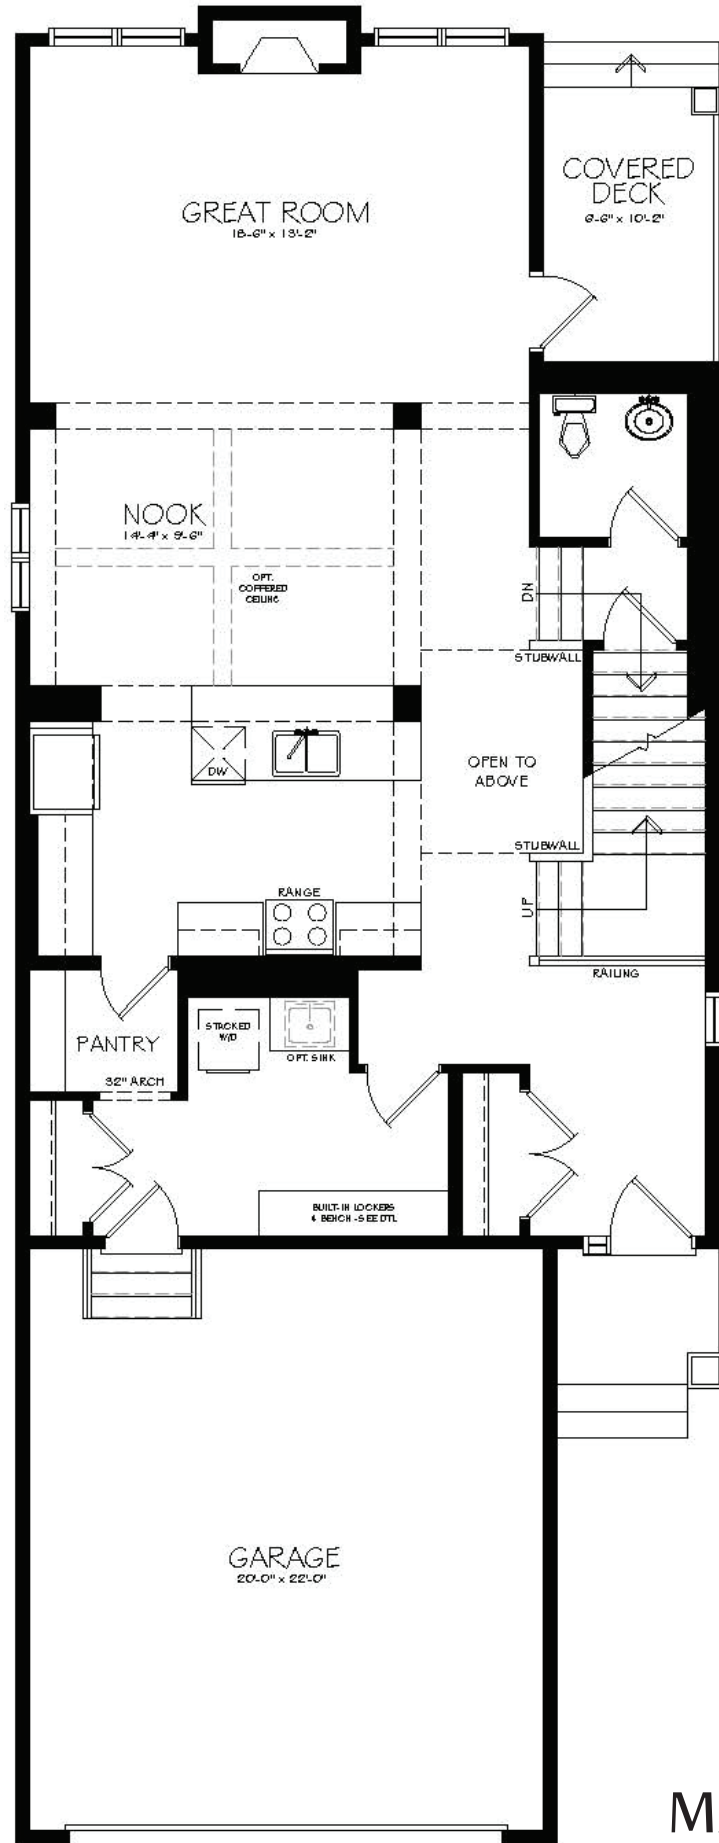 COVERED
DECK
6'-6" x 10'-2"
GREAT ROOM
18'-6" x 13'-2"
NOOK
14'-4" x 9'-6"
OPT.
COFFERED
CEILING
DN
STUBWALL
OPEN TO
ABOVE
DW
STUBWALL
RANGE
UP
RAILING
STACKED
W/D
OPT. SINK
PANTRY
32" ARCH
BUILT-IN LOCKERS
& BENCH - SEE DTL
GARAGE
20'-0" x 22'-0"
M